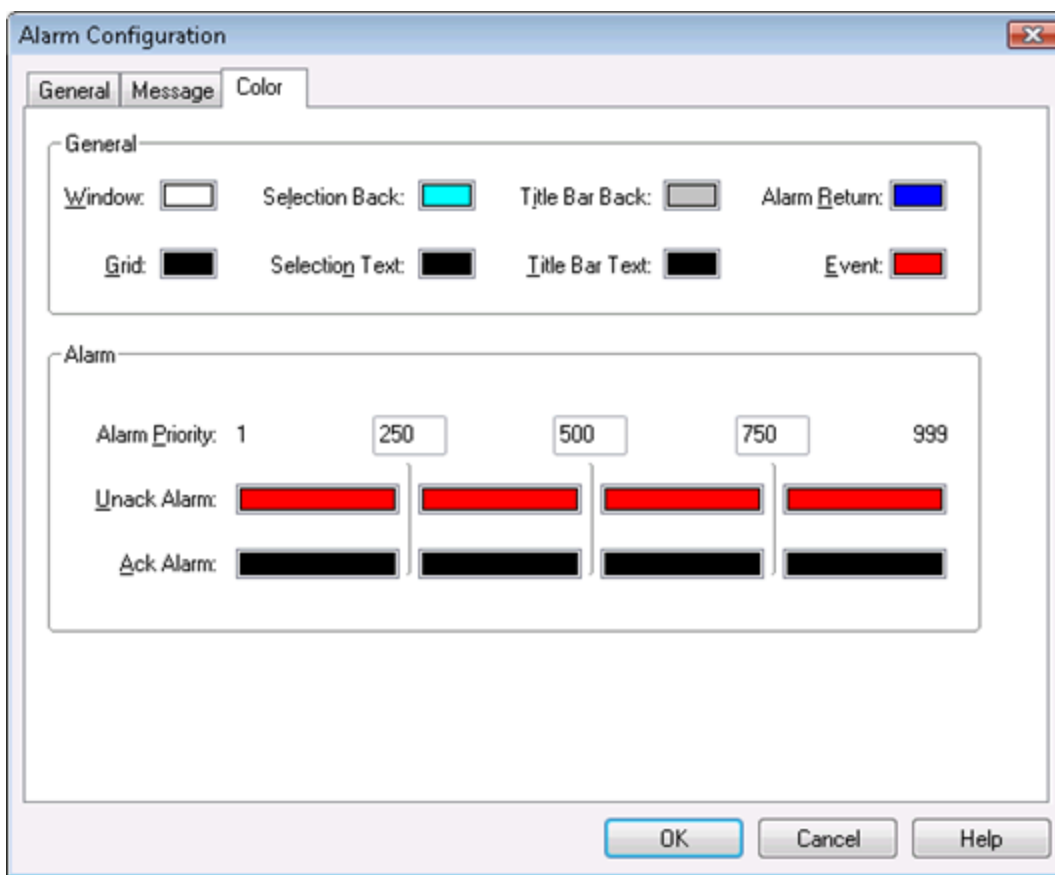 Alarm Configuration
General Message Color
General
Window: Selection Back: Title Bar Back: Alarm Return:
Grid: Selection Text: Title Bar Text: Event:
Alarm
Alarm Priority: 1 250 500 750 999
Unack Alarm:
Ack Alarm:
OK Cancel Help